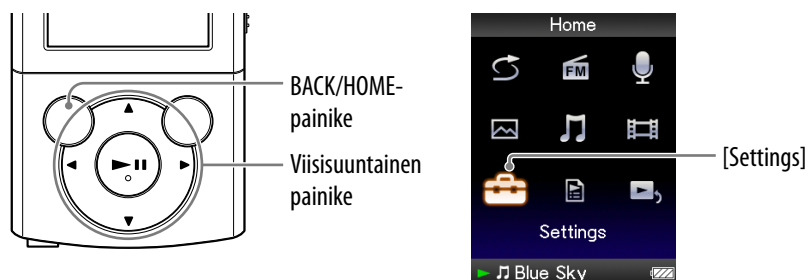 Home
FM
BACK/HOME-
painike
Viisisuuntainen
painike
[Settings]
Settings
Blue Sky